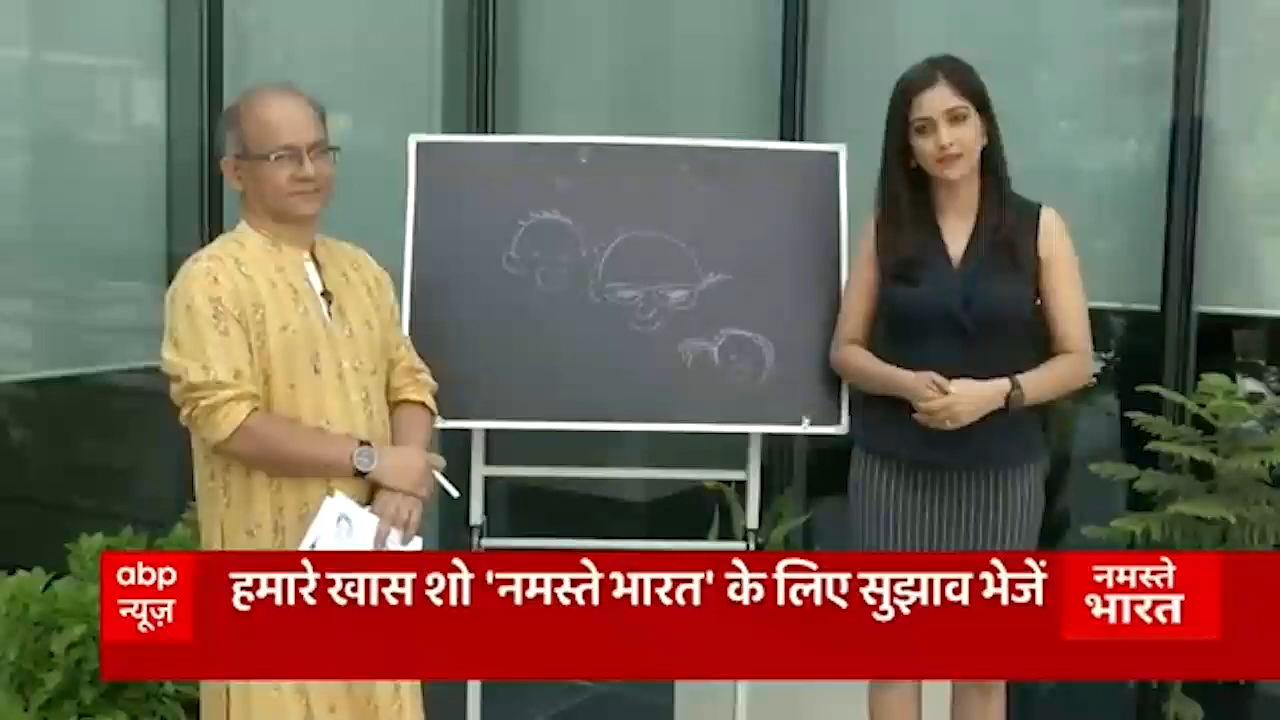 abp
न्यूज़
हमारे खास शो 'नमस्ते भारत' के लिए सुझाव भेजें
नमस्ते
भारत